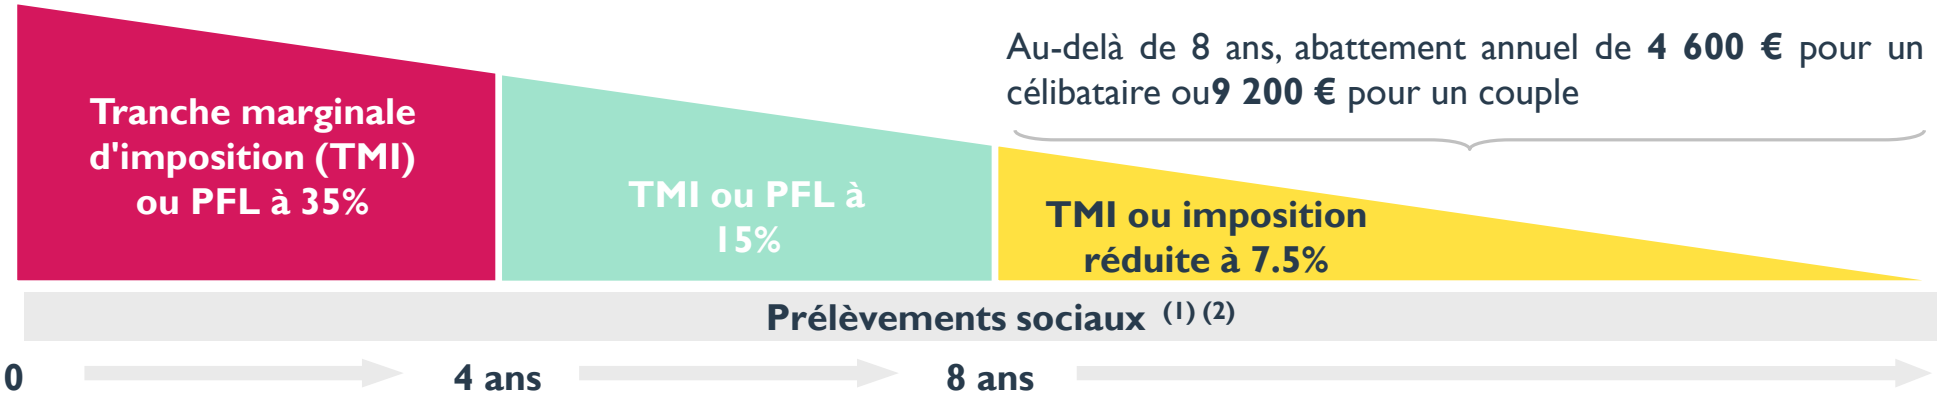 Au-delà de 8 ans, abattement annuel de 4 600 € pour un
célibataire ou9 200 € pour un couple
Tranche marginale
d'imposition (TMI)
ou PFL à 35%
TMI ou PFL à
15%
TMI ou imposition
réduite à 7.5%
Prélèvements sociaux (1) (2)
0
4 ans
8 ans